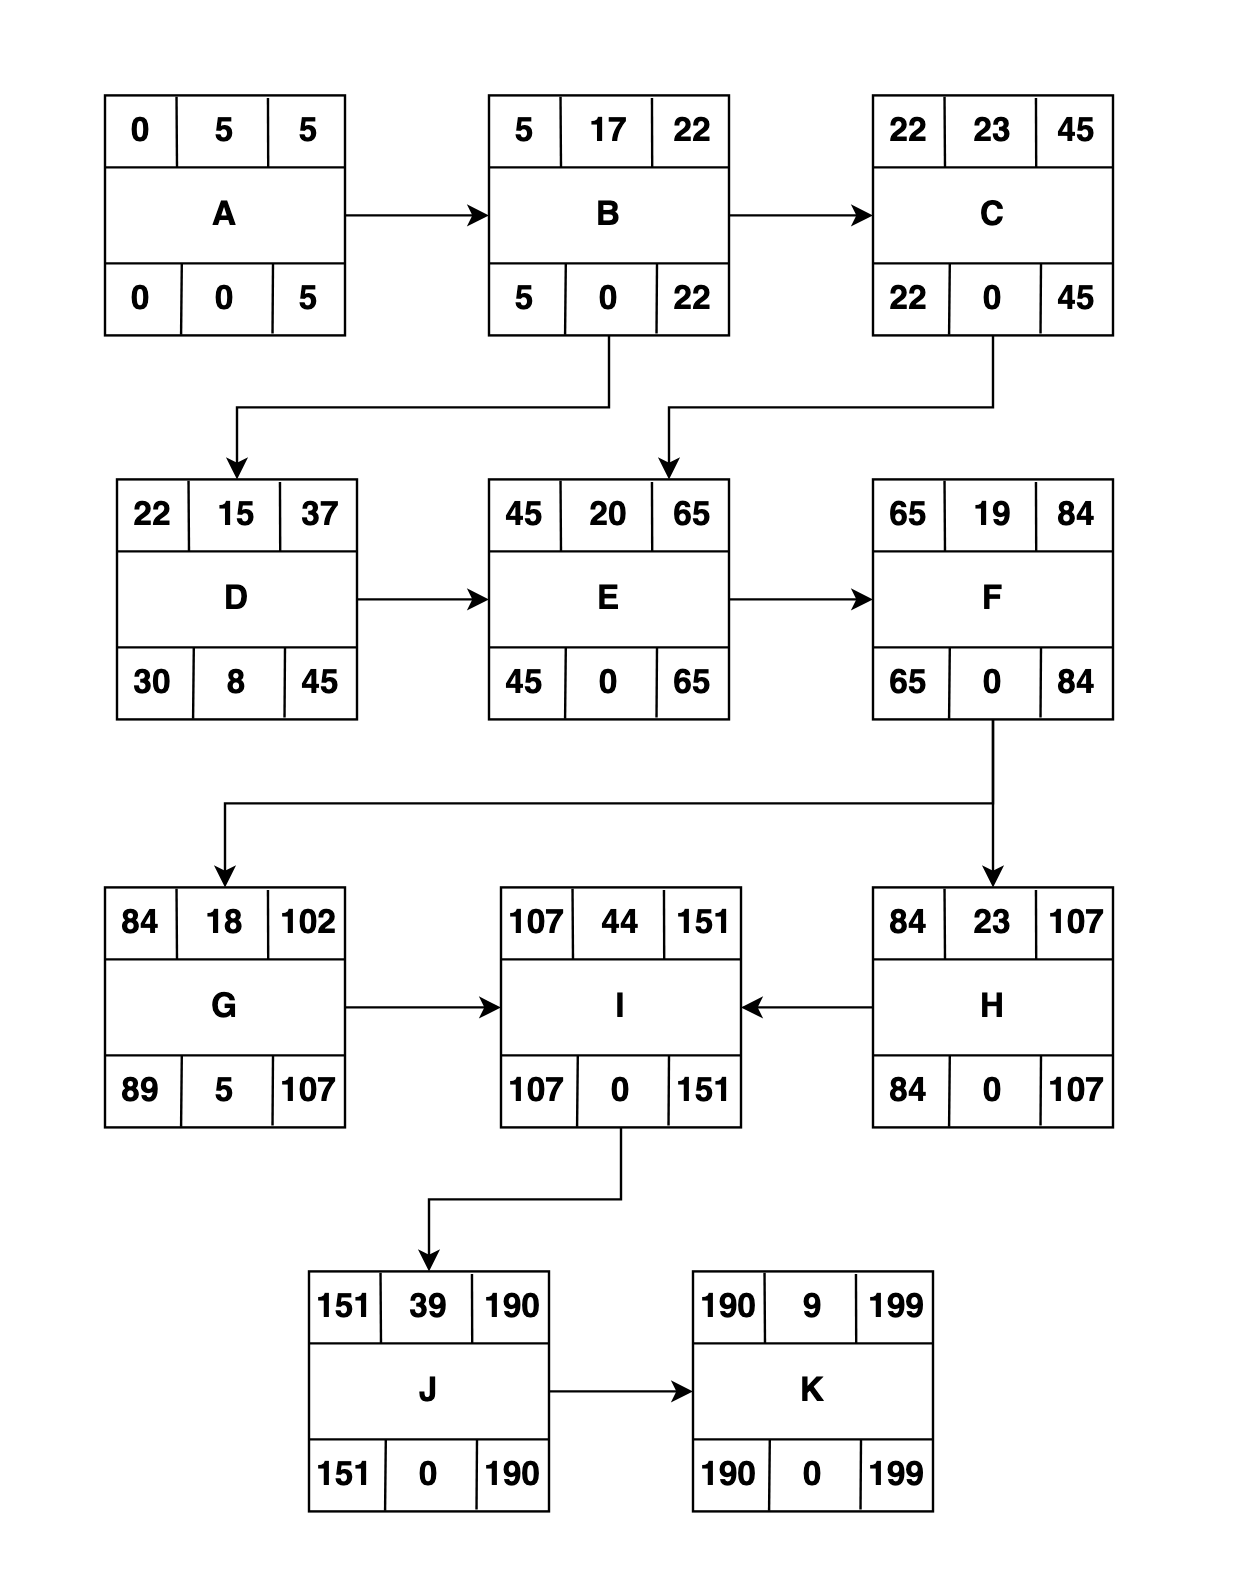 0 5 5 5 17 22 22 23 45
A B C
0 0 5 5 0 22 22 0 45
22 15 37 45 20 65 65 19 84
D E F
30 8 45 45 0 65 65 0 84
84 18 102 107 44 151 84 23 107
G I H
89 5 107 107 0 151 84 0 107
151 39 190 190 9 199
J K
151 0 190 190 0 199